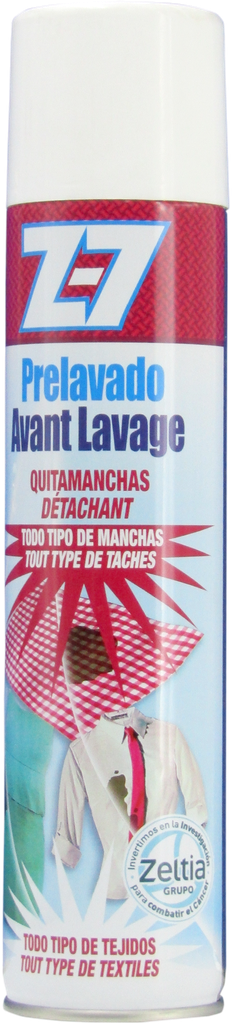 Z-7
Prelavado
Avant Lavage
QUITAMANCHAS
DÉTACHANT
TODO TIPO DE MANCHAS
TOUT TYPE DE TACHES
Invertimos en la Investigación
Zeltia
GRUPO
para combatir el Cáncer
TODO TIPO DE TEJIDOS
TOUT TYPE DE TEXTILES